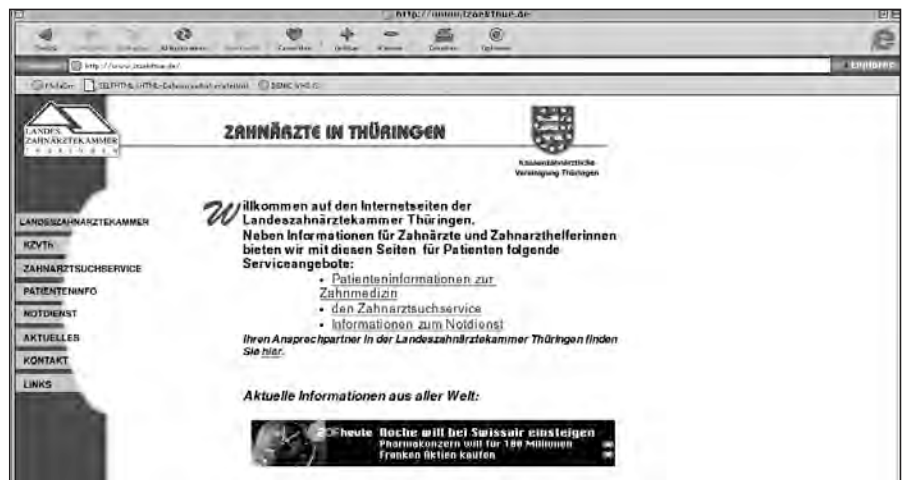 http://www.lzaekthue.de
Favoriten
http://www.lzaekthue.de/
LANDES
ZAHNÄRZTEKAMMER
THÜRINGEN
ZAHNÄRZTE IN THÜRINGEN
Kassenzahnärztliche
Vereinigung Thüringen
LANDESZAHNÄRZTEKAMMER
KZVTh
ZAHNARZTSUCHSERVICE
PATIENTENINFO
NOTDIENST
AKTUELLES
KONTAKT
LINKS
Willkommen auf den Internetseiten der
Landeszahnärztekammer Thüringen.
Neben Informationen für Zahnärzte und Zahnarzthelferinnen
bieten wir mit diesen Seiten für Patienten folgende
Serviceangebote:
• Patienteninformationen zur
Zahnmedizin
• den Zahnarztsuchservice
• Informationen zum Notdienst
Ihren Ansprechpartner in der Landeszahnärztekammer Thüringen finden
Sie hier.
Aktuelle Informationen aus aller Welt:
ZDFheute Roche will bei Swissair einsteigen
Pharmakonzern will für 100 Millionen
Franken Aktien kaufen